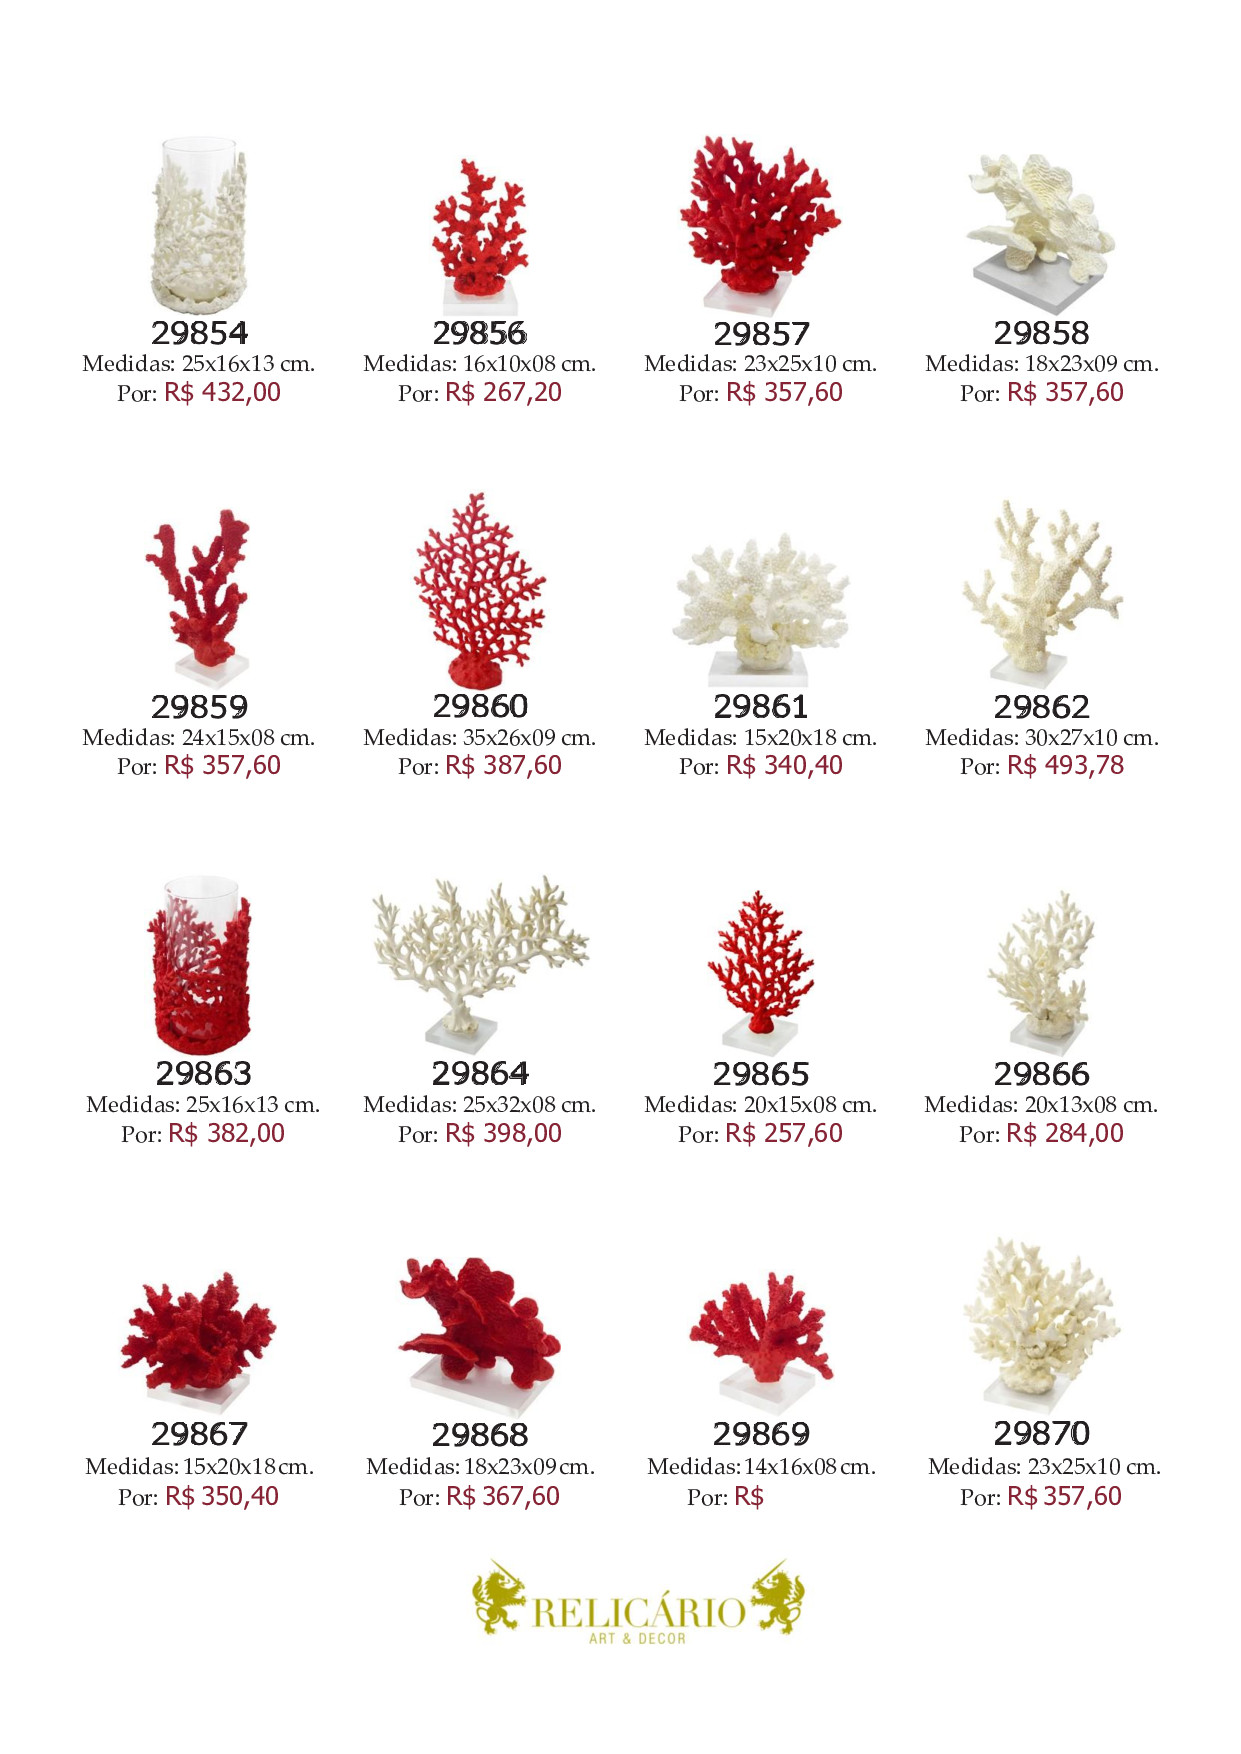 29854
Medidas: 25x16x13 cm.
Por: R$ 432,00
29856
Medidas: 16x10x08 cm.
Por: R$ 267,20
29857
Medidas: 23x25x10 cm.
Por: R$ 357,60
29858
Medidas: 18x23x09 cm.
Por: R$ 357,60
29859
Medidas: 24x15x08 cm.
Por: R$ 357,60
29860
Medidas: 35x26x09 cm.
Por: R$ 387,60
29861
Medidas: 15x20x18 cm.
Por: R$ 340,40
29862
Medidas: 30x27x10 cm.
Por: R$ 493,78
29863
Medidas: 25x16x13 cm.
Por: R$ 382,00
29864
Medidas: 25x32x08 cm.
Por: R$ 398,00
29865
Medidas: 20x15x08 cm.
Por: R$ 257,60
29866
Medidas: 20x13x08 cm.
Por: R$ 284,00
29867
Medidas: 15x20x18 cm.
Por: R$ 350,40
29868
Medidas: 18x23x09 cm.
Por: R$ 367,60
29869
Medidas: 14x16x08 cm.
Por: R$
29870
Medidas: 23x25x10 cm.
Por: R$ 357,60
RELICÁRIO
ART & DECOR